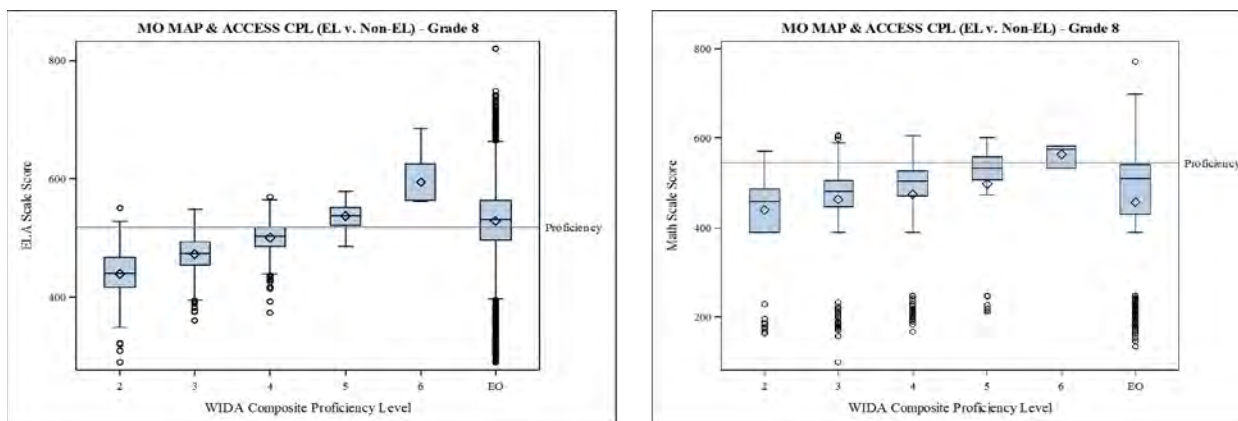 MO MAP & ACCESS CPL (EL v. Non-EL) - Grade 8
800
600
400
ELA Scale Score
Proficiency
2 3 4 5 6 EO
WIDA Composite Proficiency Level
MO MAP & ACCESS CPL (EL v. Non-EL) - Grade 8
800
600
400
200
Math Scale Score
Proficiency
2 3 4 5 6 EO
WIDA Composite Proficiency Level